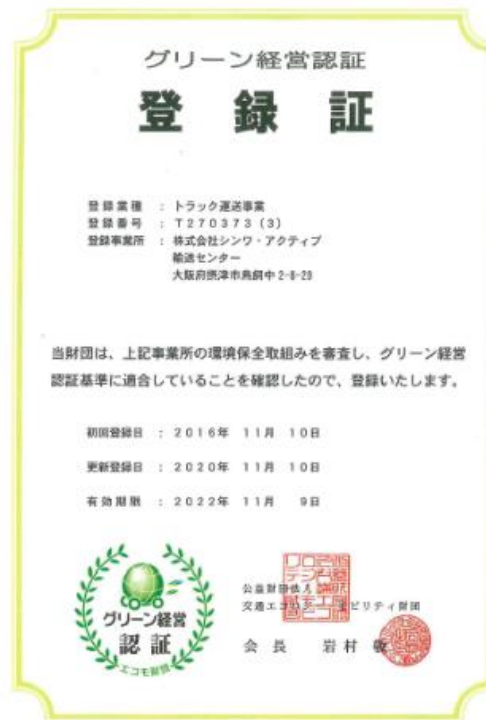 グリーン経営認証
登録証
登録業種 : トラック運送事業
登録番号 : T270373(3)
登録事業所 : 株式会社シンワ・アクティブ
輸送センター
大阪府摂津市鳥飼中2-8-29
当財団は、上記事業所の環境保全取組みを審査し、グリーン経営
認証基準に適合していることを確認したので、登録いたします。
初回登録日 : 2016年 11月 10日
更新登録日 : 2020年 11月 10日
有効期限 : 2022年 11月 9日
グリーン経営
認証
エコモ財団
公益財団法人
交通エコロジー・モビリティ財団
会長 岩村 敬